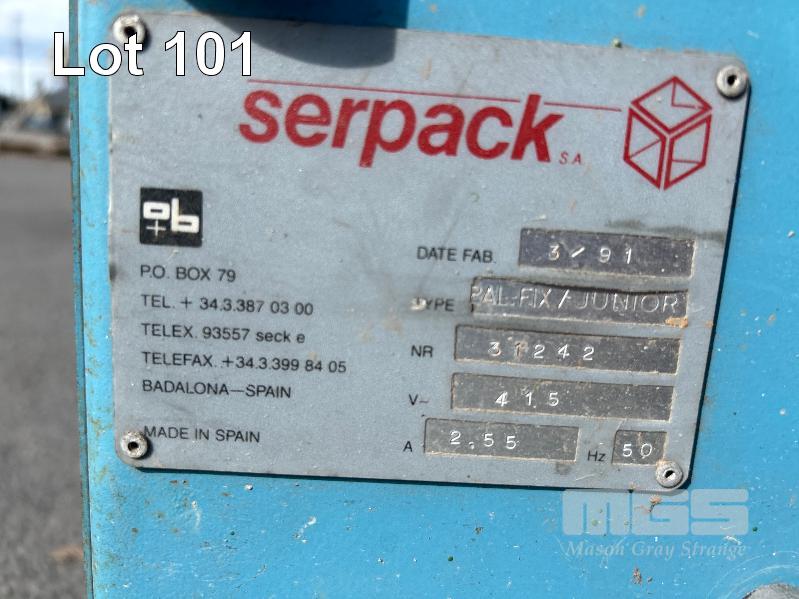 Lot 101
serpack S.A.
P.O. BOX 79
TEL. + 34.3.387 03 00
TELEX. 93557 seck e
TELEFAX. +34.3.399 84 05
BADALONA—SPAIN
MADE IN SPAIN
DATE FAB. 3/91
TYPE PAL-FIX/JUNIOR
NR 31242
V~ 415
A 2.55 Hz 50
MGS
Mason Gray Strange